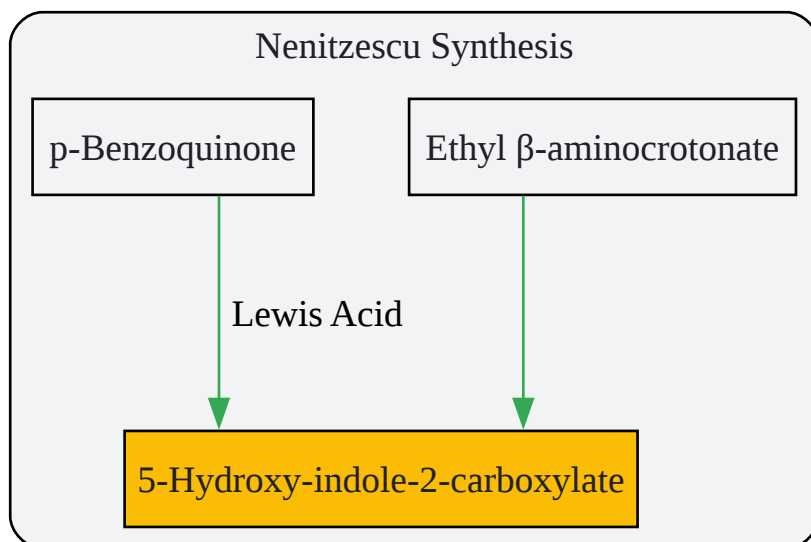 Nenitzescu Synthesis
p-Benzoquinone
Ethyl β-aminocrotonate
Lewis Acid
5-Hydroxy-indole-2-carboxylate